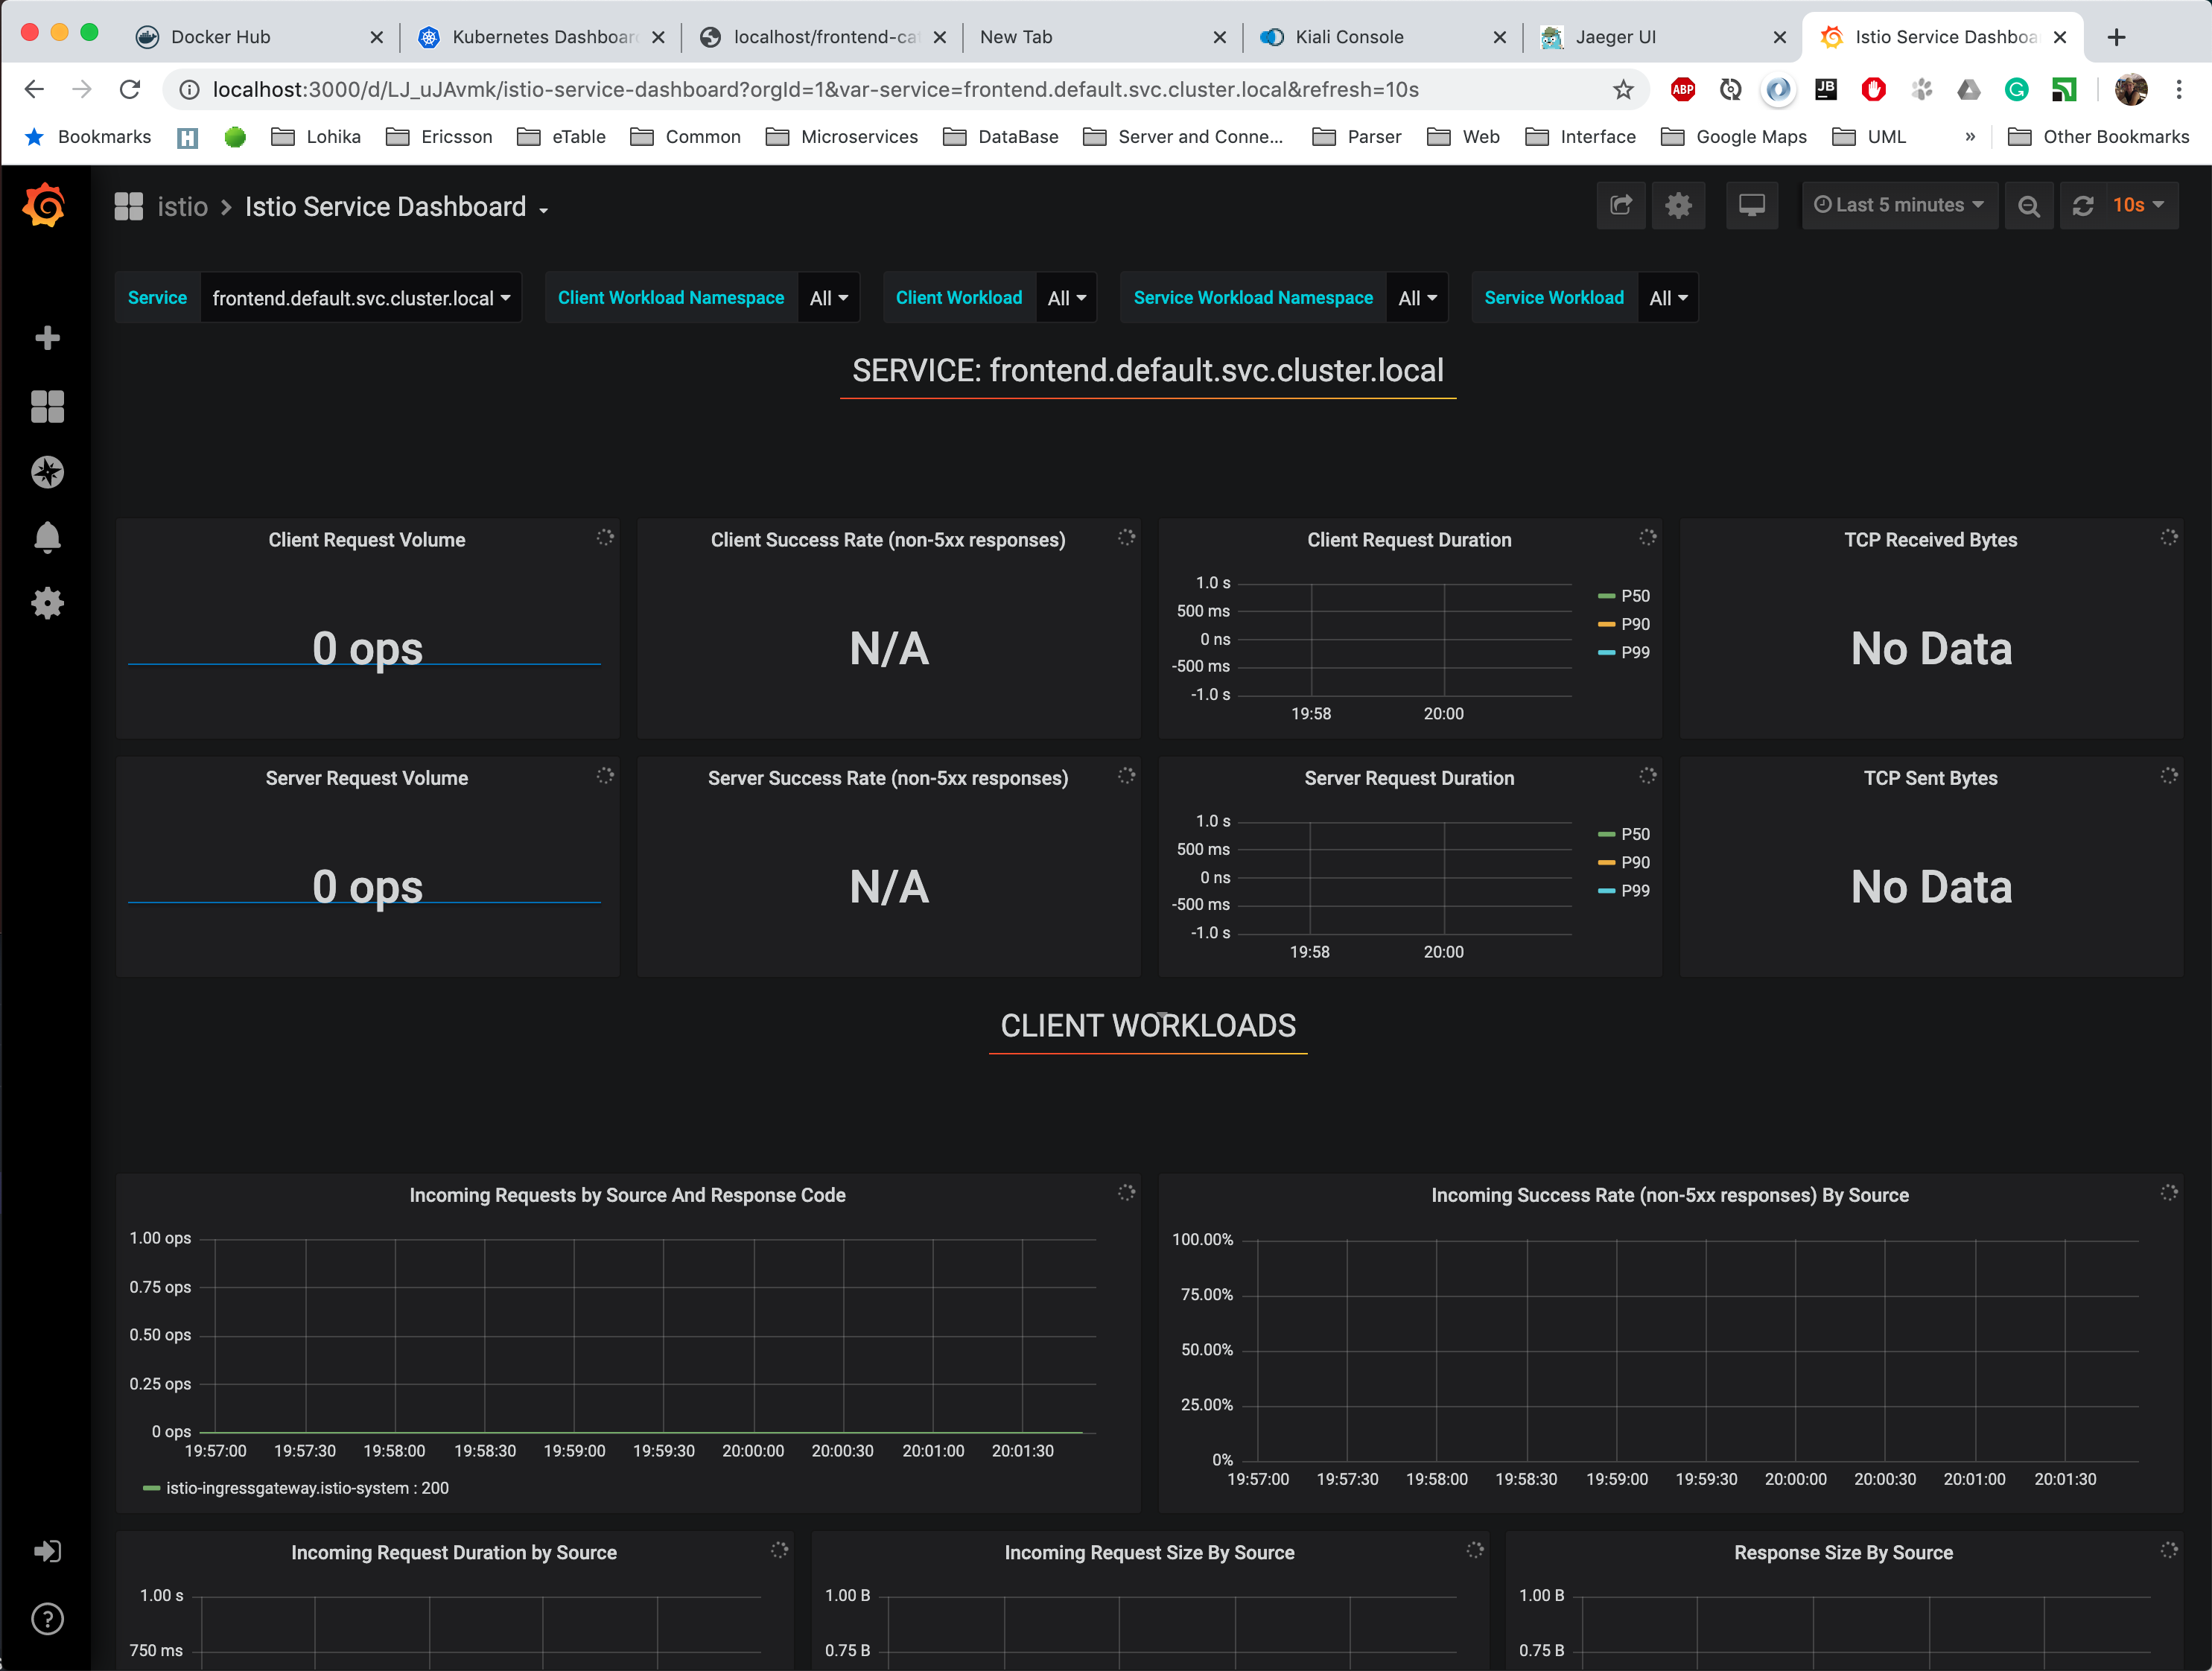 Docker Hub
Kubernetes Dashboar
localhost/frontend-ca
New Tab
Kiali Console
Jaeger UI
Istio Service Dashboa
localhost:3000/d/LJ_uJAvmk/istio-service-dashboard?orgId=1&var-service=frontend.default.svc.cluster.local&refresh=10s
ABP
JB
Bookmarks
H
Lohika
Ericsson
eTable
Common
Microservices
DataBase
Server and Conne...
Parser
Web
Interface
Google Maps
UML
»
Other Bookmarks
istio > Istio Service Dashboard
Last 5 minutes
10s
Service
frontend.default.svc.cluster.local
Client Workload Namespace
All
Client Workload
All
Service Workload Namespace
All
Service Workload
All
SERVICE: frontend.default.svc.cluster.local
Client Request Volume
0 ops
Client Success Rate (non-5xx responses)
N/A
Client Request Duration
1.0 s
500 ms
0 ns
-500 ms
-1.0 s
19:58
20:00
P50
P90
P99
TCP Received Bytes
No Data
Server Request Volume
0 ops
Server Success Rate (non-5xx responses)
N/A
Server Request Duration
1.0 s
500 ms
0 ns
-500 ms
-1.0 s
19:58
20:00
P50
P90
P99
TCP Sent Bytes
No Data
CLIENT WORKLOADS
Incoming Requests by Source And Response Code
1.00 ops
0.75 ops
0.50 ops
0.25 ops
0 ops
19:57:00 19:57:30 19:58:00 19:58:30 19:59:00 19:59:30 20:00:00 20:00:30 20:01:00 20:01:30
istio-ingressgateway.istio-system : 200
Incoming Success Rate (non-5xx responses) By Source
100.00%
75.00%
50.00%
25.00%
0%
19:57:00 19:57:30 19:58:00 19:58:30 19:59:00 19:59:30 20:00:00 20:00:30 20:01:00 20:01:30
Incoming Request Duration by Source
1.00 s
750 ms
Incoming Request Size By Source
1.00 B
0.75 B
Response Size By Source
1.00 B
0.75 B